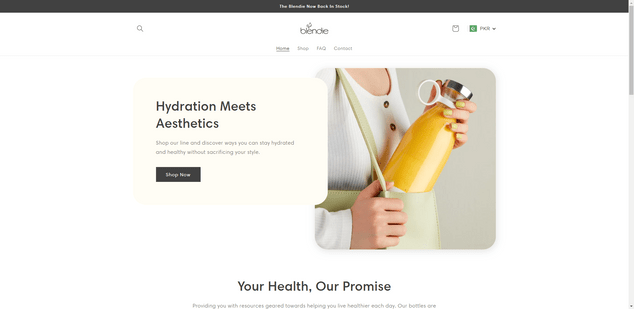 The Blendie Now Back In Stock!
blendie
PKR
Home Shop FAQ Contact
Hydration Meets
Aesthetics
Shop our line and discover ways you can stay hydrated
and healthy without sacrificing your style.
Shop Now
Your Health, Our Promise
Providing you with resources geared towards helping you live healthier each day. Our bottles are